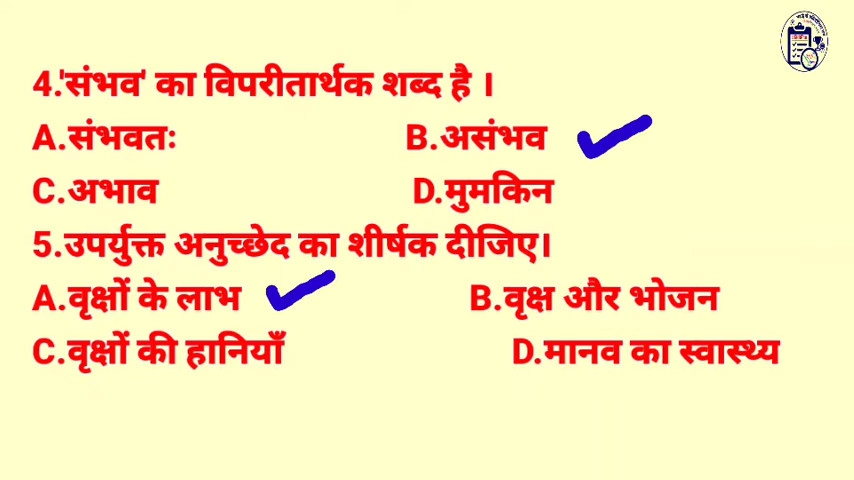 4.'संभव' का विपरीतार्थक शब्द है ।
A.संभवतः B.असंभव
C.अभाव D.मुमकिन
5.उपर्युक्त अनुच्छेद का शीर्षक दीजिए।
A.वृक्षों के लाभ B.वृक्ष और भोजन
C.वृक्षों की हानियाँ D.मानव का स्वास्थ्य